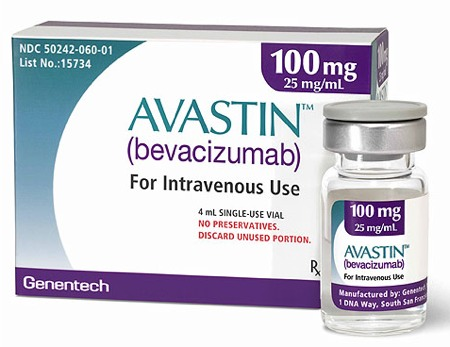 NDC 50242-060-01
List No.:15734
100 mg
25 mg/mL
AVASTIN™
(bevacizumab)
For Intravenous Use
4 mL SINGLE-USE VIAL
NO PRESERVATIVES.
DISCARD UNUSED PORTION.
Rx
Genentech
100 mg
25 mg/mL
AVASTIN™
(bevacizumab)
For Intravenous Use
Manufactured by: Genentech
1 DNA Way, South San